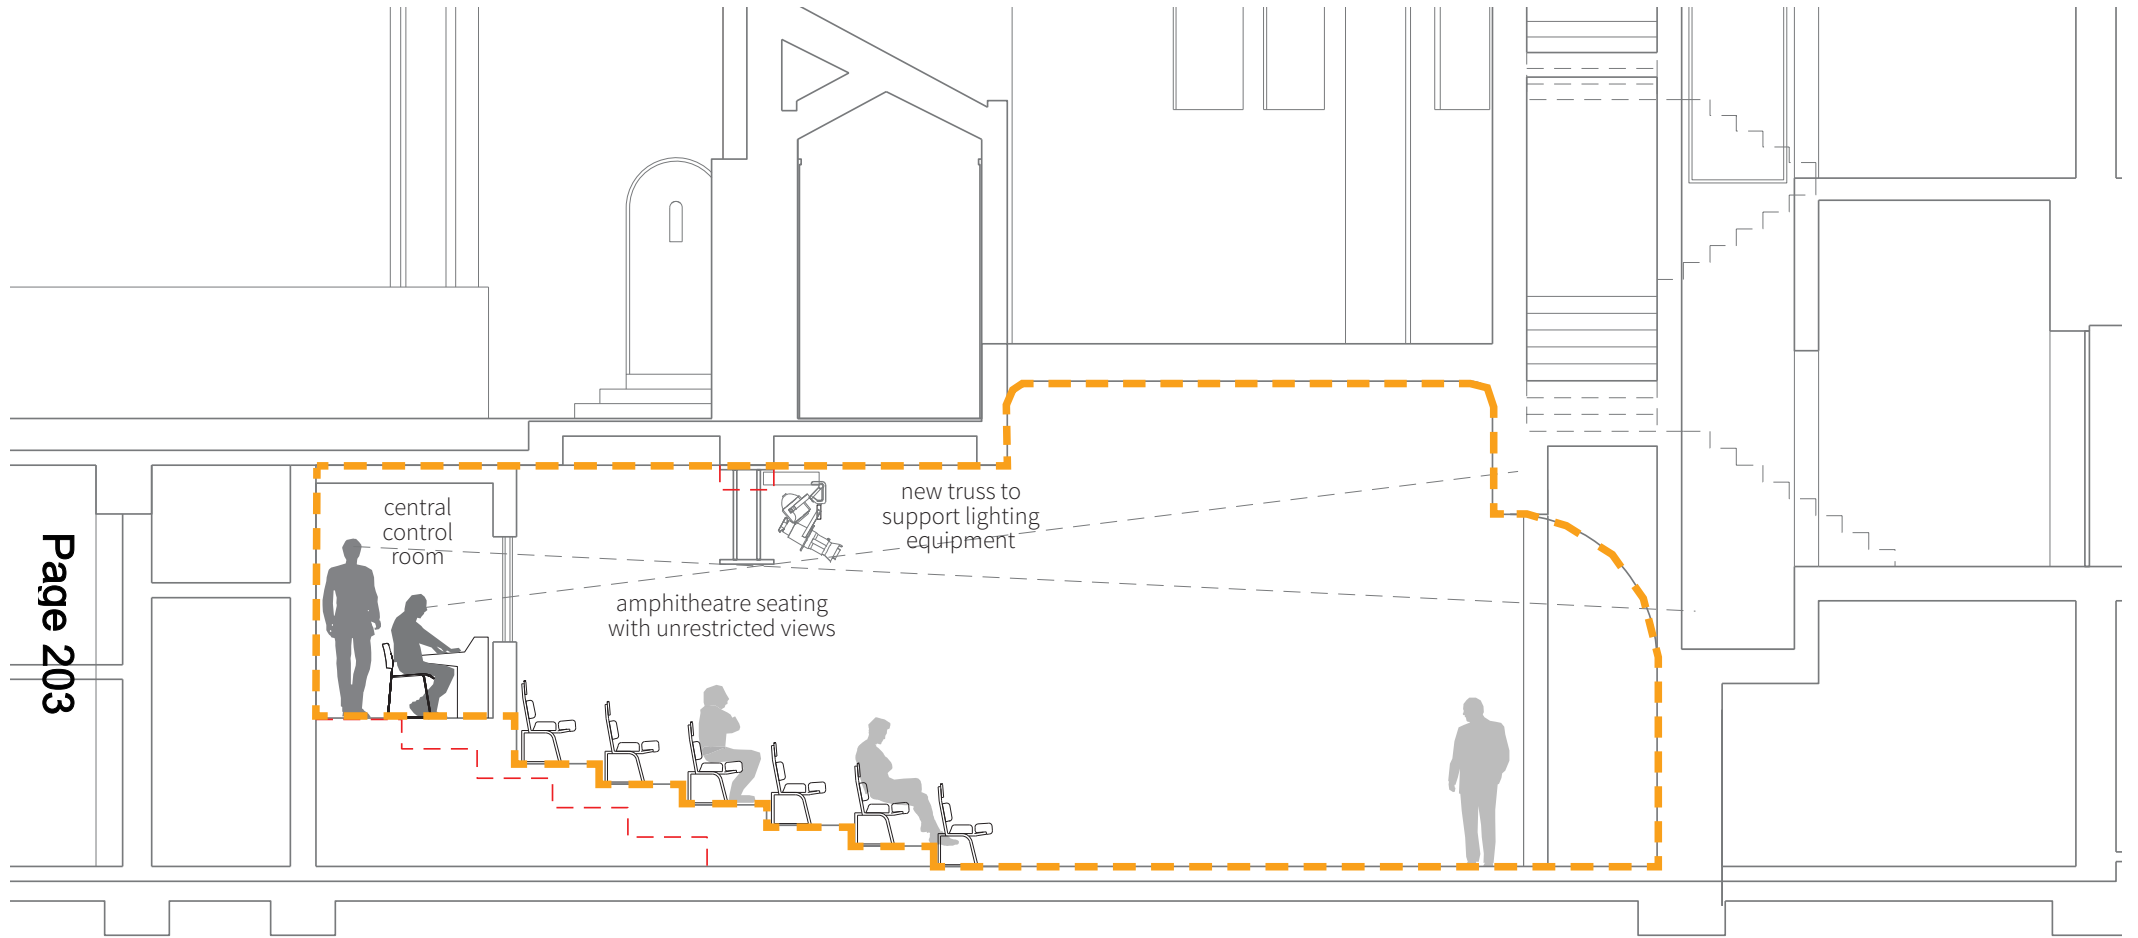 central
control
room
new truss to
support lighting
equipment
amphitheatre seating
with unrestricted views
Page 203